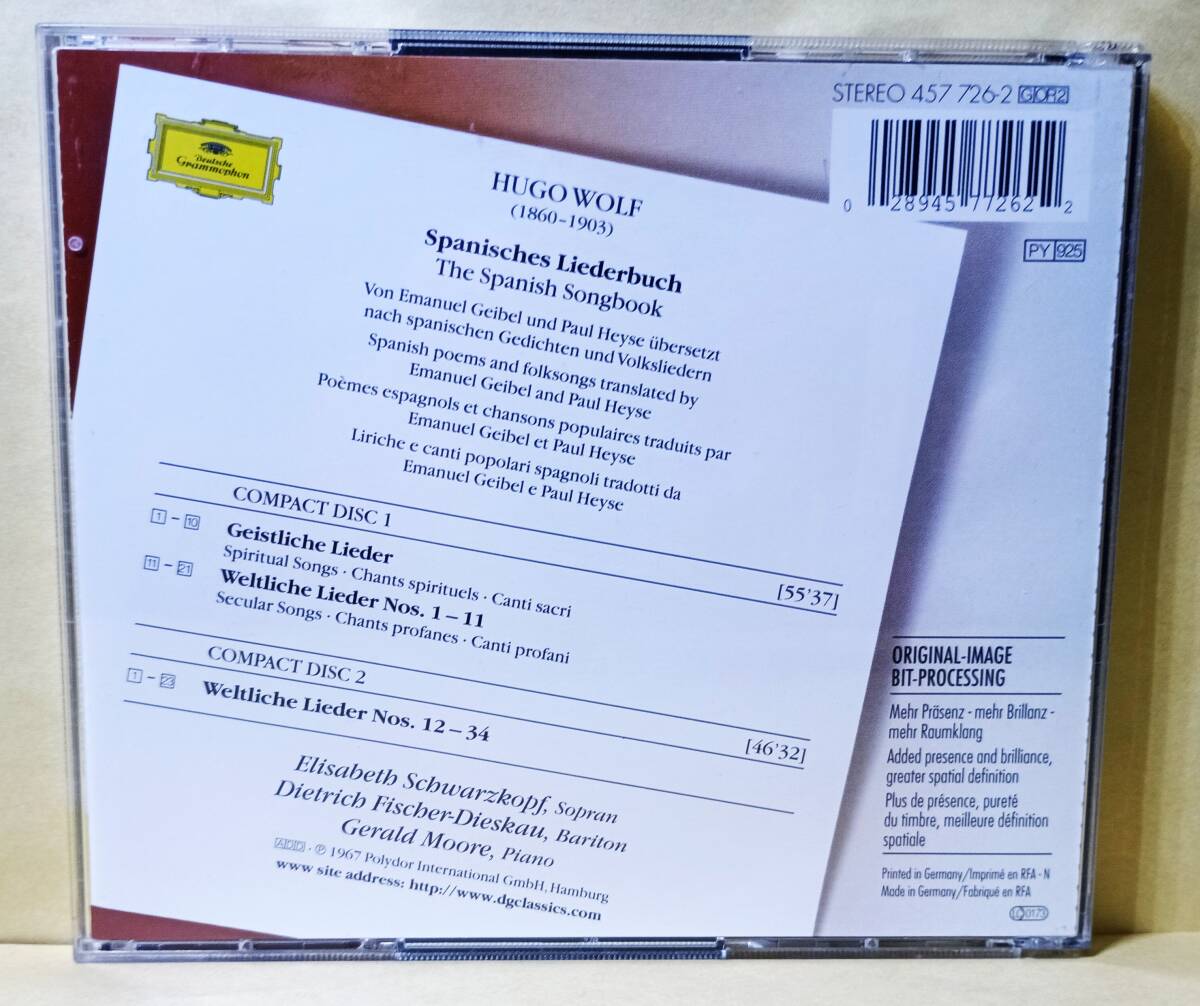 STEREO 457 726-2 GOR2
0 28945 77262 2
PY 925
Deutsche
Grammophon
HUGO WOLF
(1860–1903)
Spanisches Liederbuch
The Spanish Songbook
Von Emanuel Geibel und Paul Heyse übersetzt
nach spanischen Gedichten und Volksliedern
Spanish poems and folksongs translated by
Emanuel Geibel and Paul Heyse
Poèmes espagnols et chansons populaires traduits par
Emanuel Geibel et Paul Heyse
Liriche e canti popolari spagnoli tradotti da
Emanuel Geibel e Paul Heyse
COMPACT DISC 1 [55'37]
1 – 10 Geistliche Lieder
Spiritual Songs · Chants spirituels · Canti sacri
11 – 21 Weltliche Lieder Nos. 1 – 11
Secular Songs · Chants profanes · Canti profani
COMPACT DISC 2 [46'32]
1 – 23 Weltliche Lieder Nos. 12 – 34
Elisabeth Schwarzkopf, Sopran
Dietrich Fischer-Dieskau, Bariton
Gerald Moore, Piano
ADD · ℗ 1967 Polydor International GmbH, Hamburg
www site address: http://www.dgclassics.com
ORIGINAL-IMAGE
BIT-PROCESSING
Mehr Präsenz - mehr Brillanz -
mehr Raumklang
Added presence and brilliance,
greater spatial definition
Plus de présence, pureté
du timbre, meilleure définition
spatiale
Printed in Germany/Imprimé en RFA - N
Made in Germany/Fabriqué en RFA
LC 0173